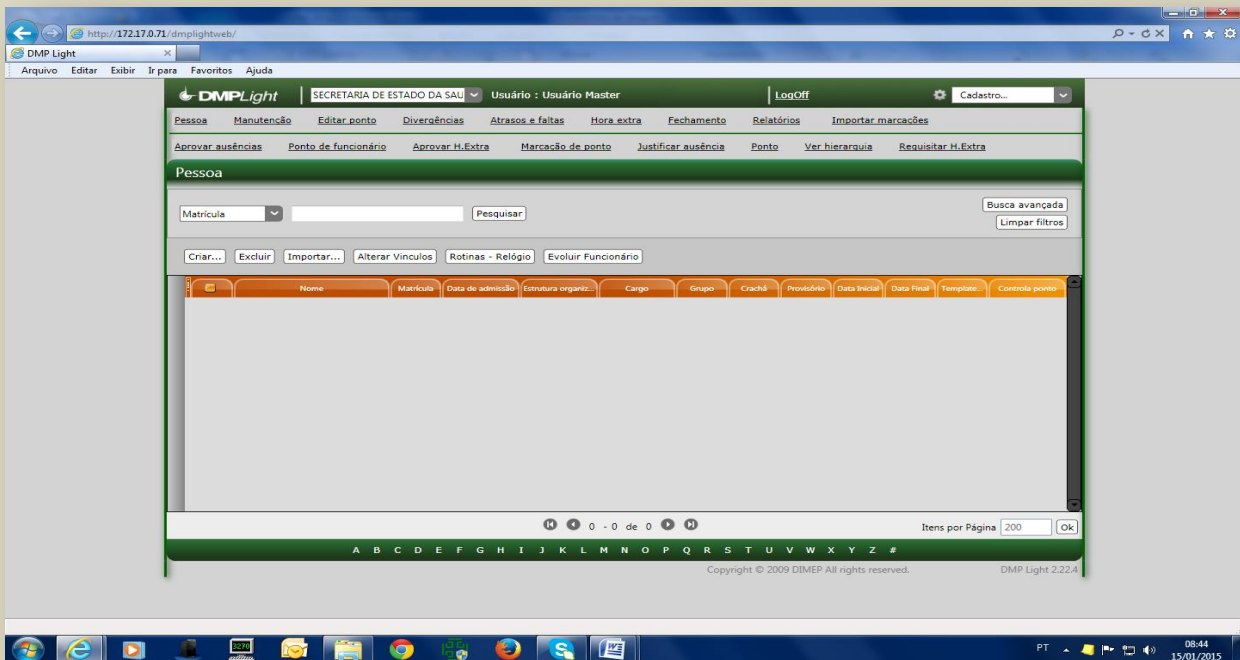 http://172.17.0.71/dmplightweb/
DMP Light
Arquivo Editar Exibir Ir para Favoritos Ajuda
DMPLight SECRETARIA DE ESTADO DA SAU Usuário : Usuário Master LogOff Cadastro...
Pessoa Manutenção Editar ponto Divergências Atrasos e faltas Hora extra Fechamento Relatórios Importar marcações
Aprovar ausências Ponto de funcionário Aprovar H.Extra Marcação de ponto Justificar ausência Ponto Ver hierarquia Requisitar H.Extra
Pessoa
Matrícula Pesquisar Busca avançada
Limpar filtros
Criar... Excluir Importar... Alterar Vinculos Rotinas - Relógio Evoluir Funcionário
Nome Matrícula Data de admissão Estrutura organiz... Cargo Grupo Crachá Provisório Data Inicial Data Final Template... Controla ponto
0 - 0 de 0 Itens por Página 200 Ok
A B C D E F G H I J K L M N O P Q R S T U V W X Y Z #
Copyright © 2009 DIMEP All rights reserved. DMP Light 2.22.4
3270
PT 08:44
15/01/2015